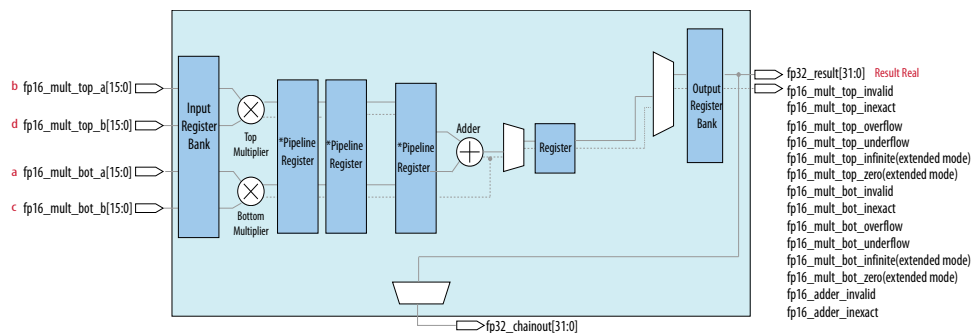 b fp16_mult_top_a[15:0]
d fp16_mult_top_b[15:0]
a fp16_mult_bot_a[15:0]
c fp16_mult_bot_b[15:0]
Input
Register
Bank
Top
Multiplier
Bottom
Multiplier
*Pipeline
Register
*Pipeline
Register
*Pipeline
Register
Adder
Register
Output
Register
Bank
fp32_result[31:0] Result Real
fp16_mult_top_invalid
fp16_mult_top_inexact
fp16_mult_top_overflow
fp16_mult_top_underflow
fp16_mult_top_infinite(extended mode)
fp16_mult_top_zero(extended mode)
fp16_mult_bot_invalid
fp16_mult_bot_inexact
fp16_mult_bot_overflow
fp16_mult_bot_underflow
fp16_mult_bot_infinite(extended mode)
fp16_mult_bot_zero(extended mode)
fp16_adder_invalid
fp16_adder_inexact
fp32_chainout[31:0]